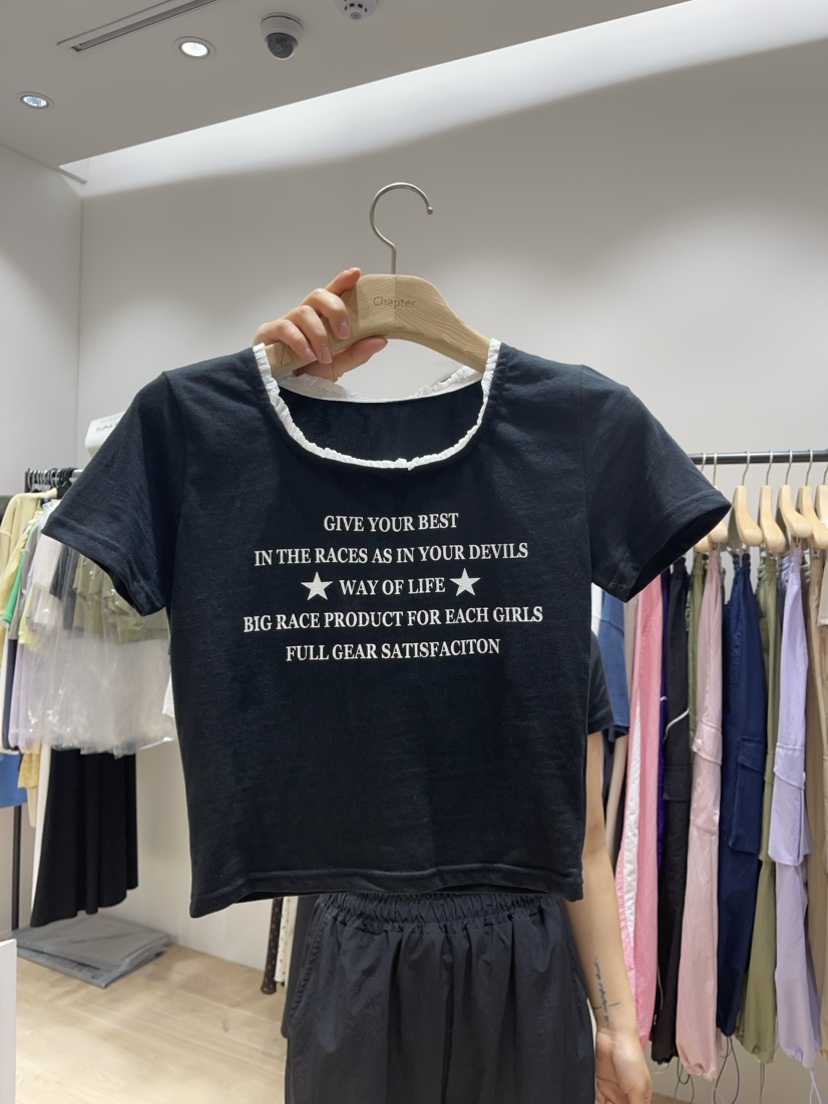 Chapter
GIVE YOUR BEST
IN THE RACES AS IN YOUR DEVILS
★ WAY OF LIFE ★
BIG RACE PRODUCT FOR EACH GIRLS
FULL GEAR SATISFACITON